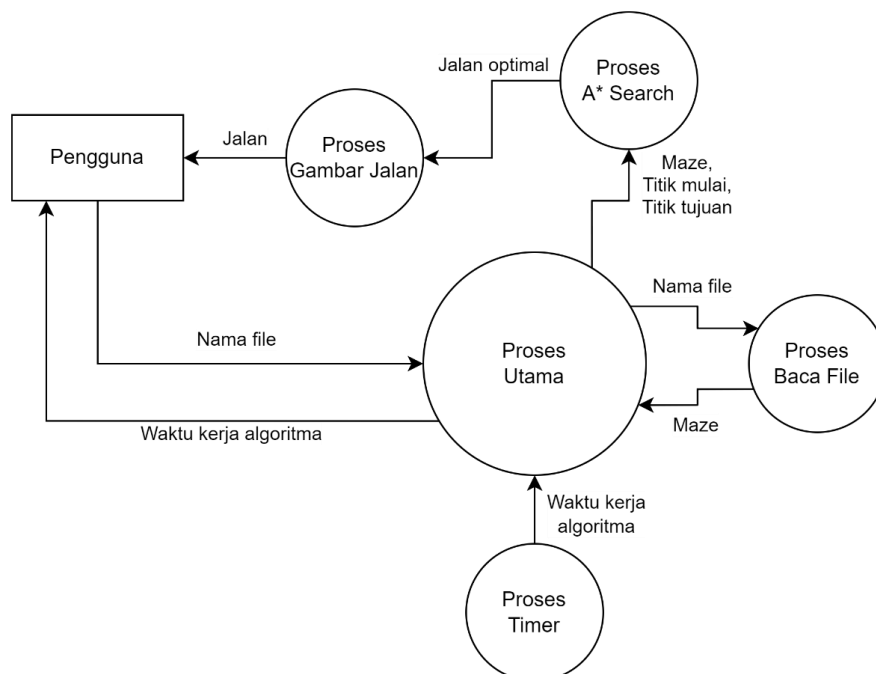 Jalan optimal
Proses
A* Search
Pengguna
Jalan
Proses
Gambar Jalan
Maze,
Titik mulai,
Titik tujuan
Nama file
Nama file
Proses
Utama
Proses
Baca File
Waktu kerja algoritma
Maze
Waktu kerja
algoritma
Proses
Timer